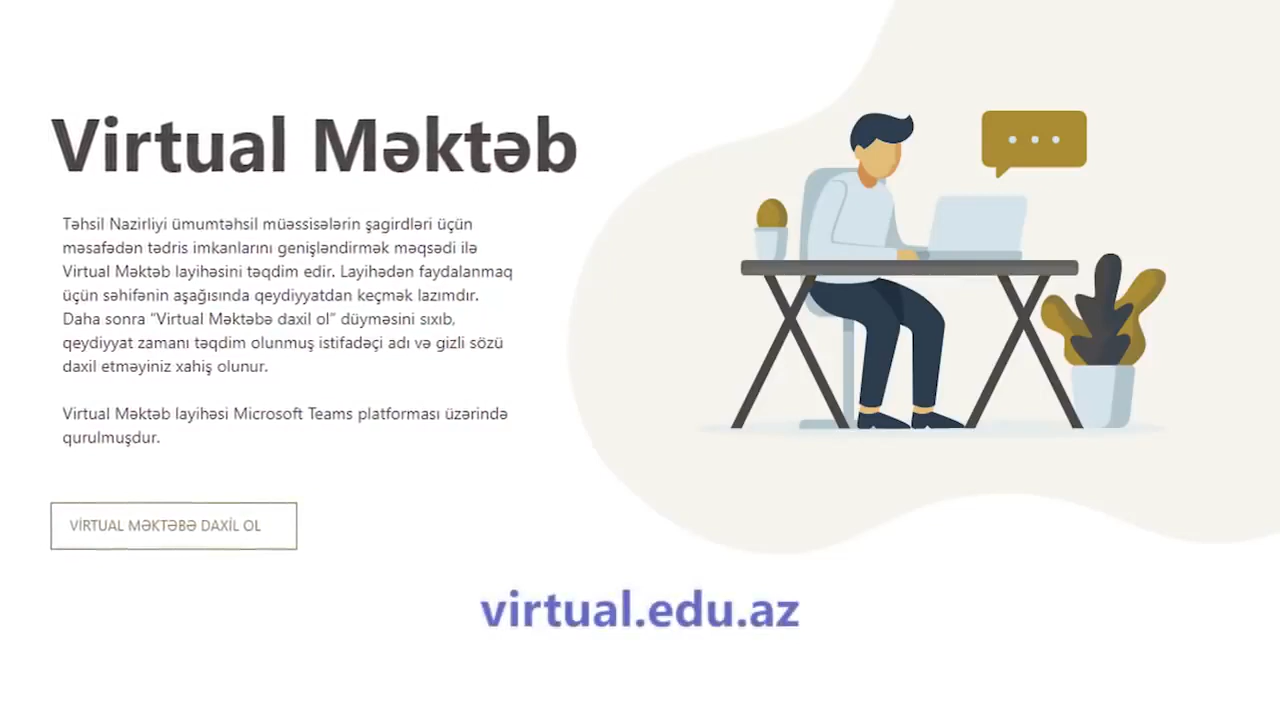 Virtual Məktəb
Təhsil Nazirliyi ümumtəhsil müəssisələrin şagirdləri üçün
məsafədən tədris imkanlarını genişləndirmək məqsədi ilə
Virtual Məktəb layihəsini təqdim edir. Layihədən faydalanmaq
üçün səhifənin aşağısında qeydiyyatdan keçmək lazımdır.
Daha sonra “Virtual Məktəbə daxil ol” düyməsini sıxıb,
qeydiyyat zamanı təqdim olunmuş istifadəçi adı və gizli sözü
daxil etməyiniz xahiş olunur.
Virtual Məktəb layihəsi Microsoft Teams platforması üzərində
qurulmuşdur.
VİRTUAL MƏKTƏBƏ DAXİL OL
virtual.edu.az